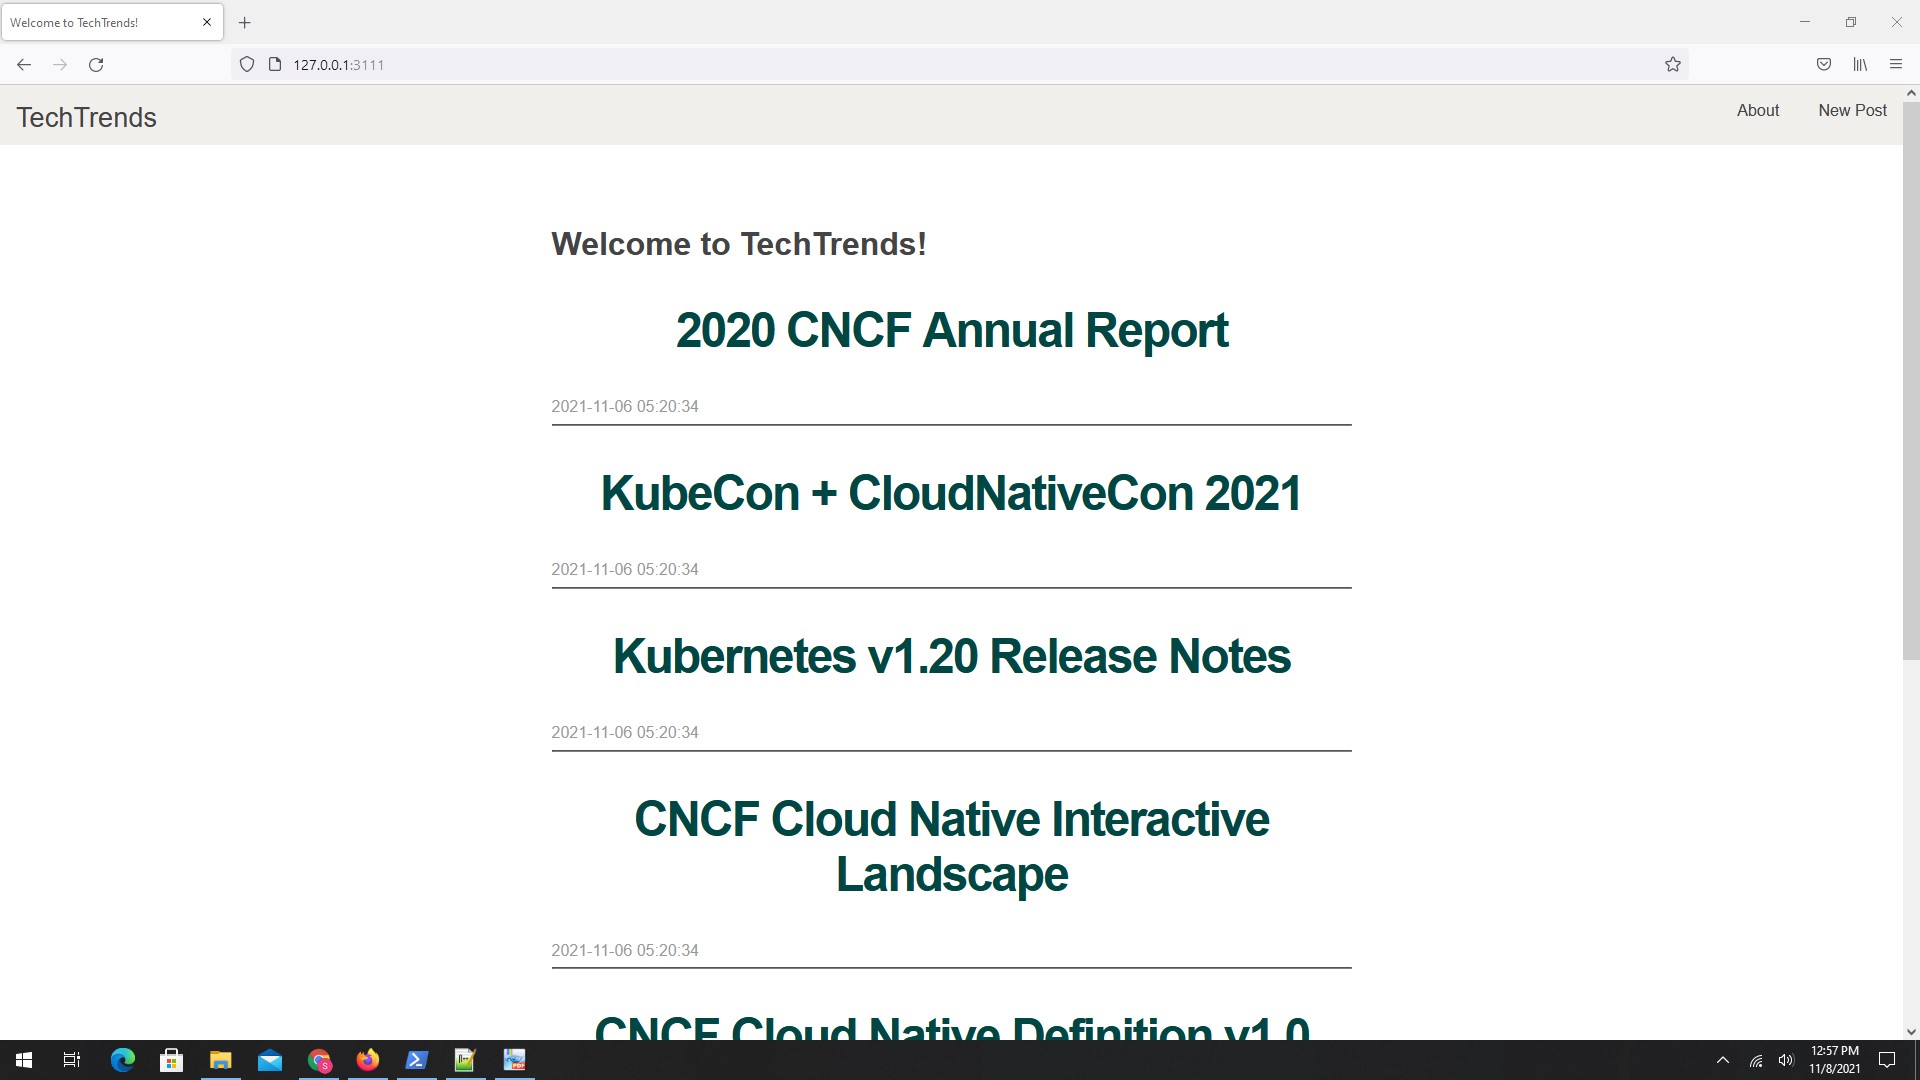 Welcome to TechTrends!
127.0.0.1:3111
TechTrends
About
New Post
Welcome to TechTrends!
2020 CNCF Annual Report
2021-11-06 05:20:34
KubeCon + CloudNativeCon 2021
2021-11-06 05:20:34
Kubernetes v1.20 Release Notes
2021-11-06 05:20:34
CNCF Cloud Native Interactive
Landscape
2021-11-06 05:20:34
CNCF Cloud Native Definition v1.0
12:57 PM
11/8/2021